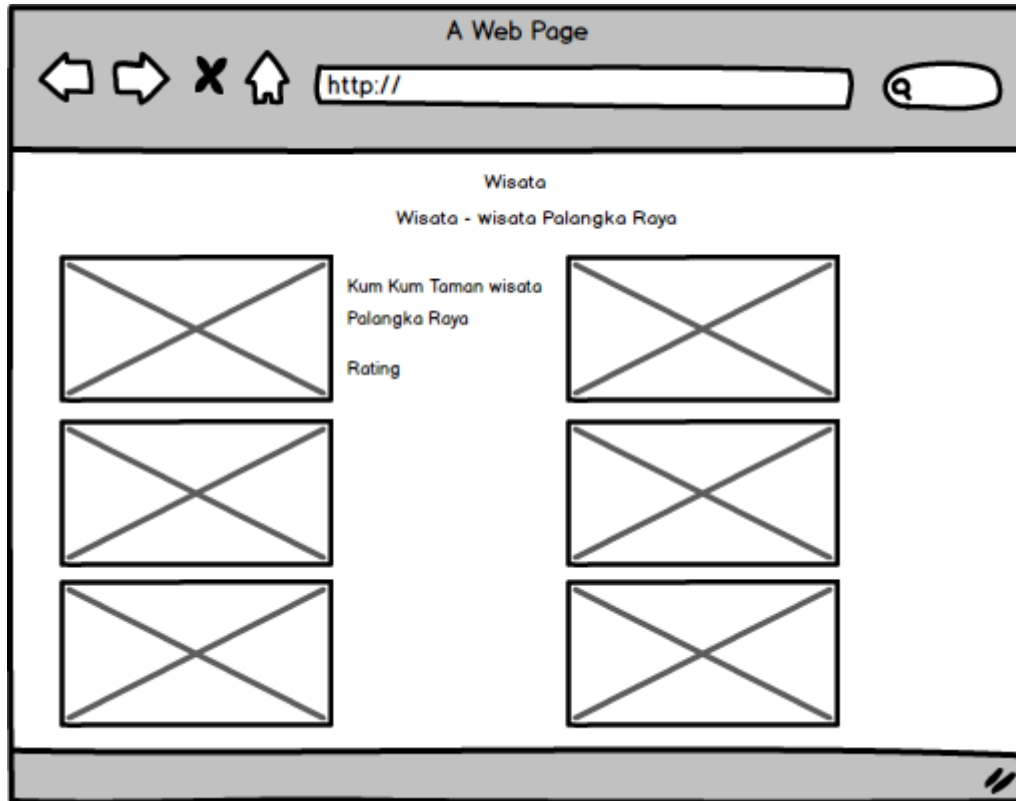 A Web Page
http://
Wisata
Wisata - wisata Palangka Raya
Kum Kum Taman wisata
Palangka Raya
Rating